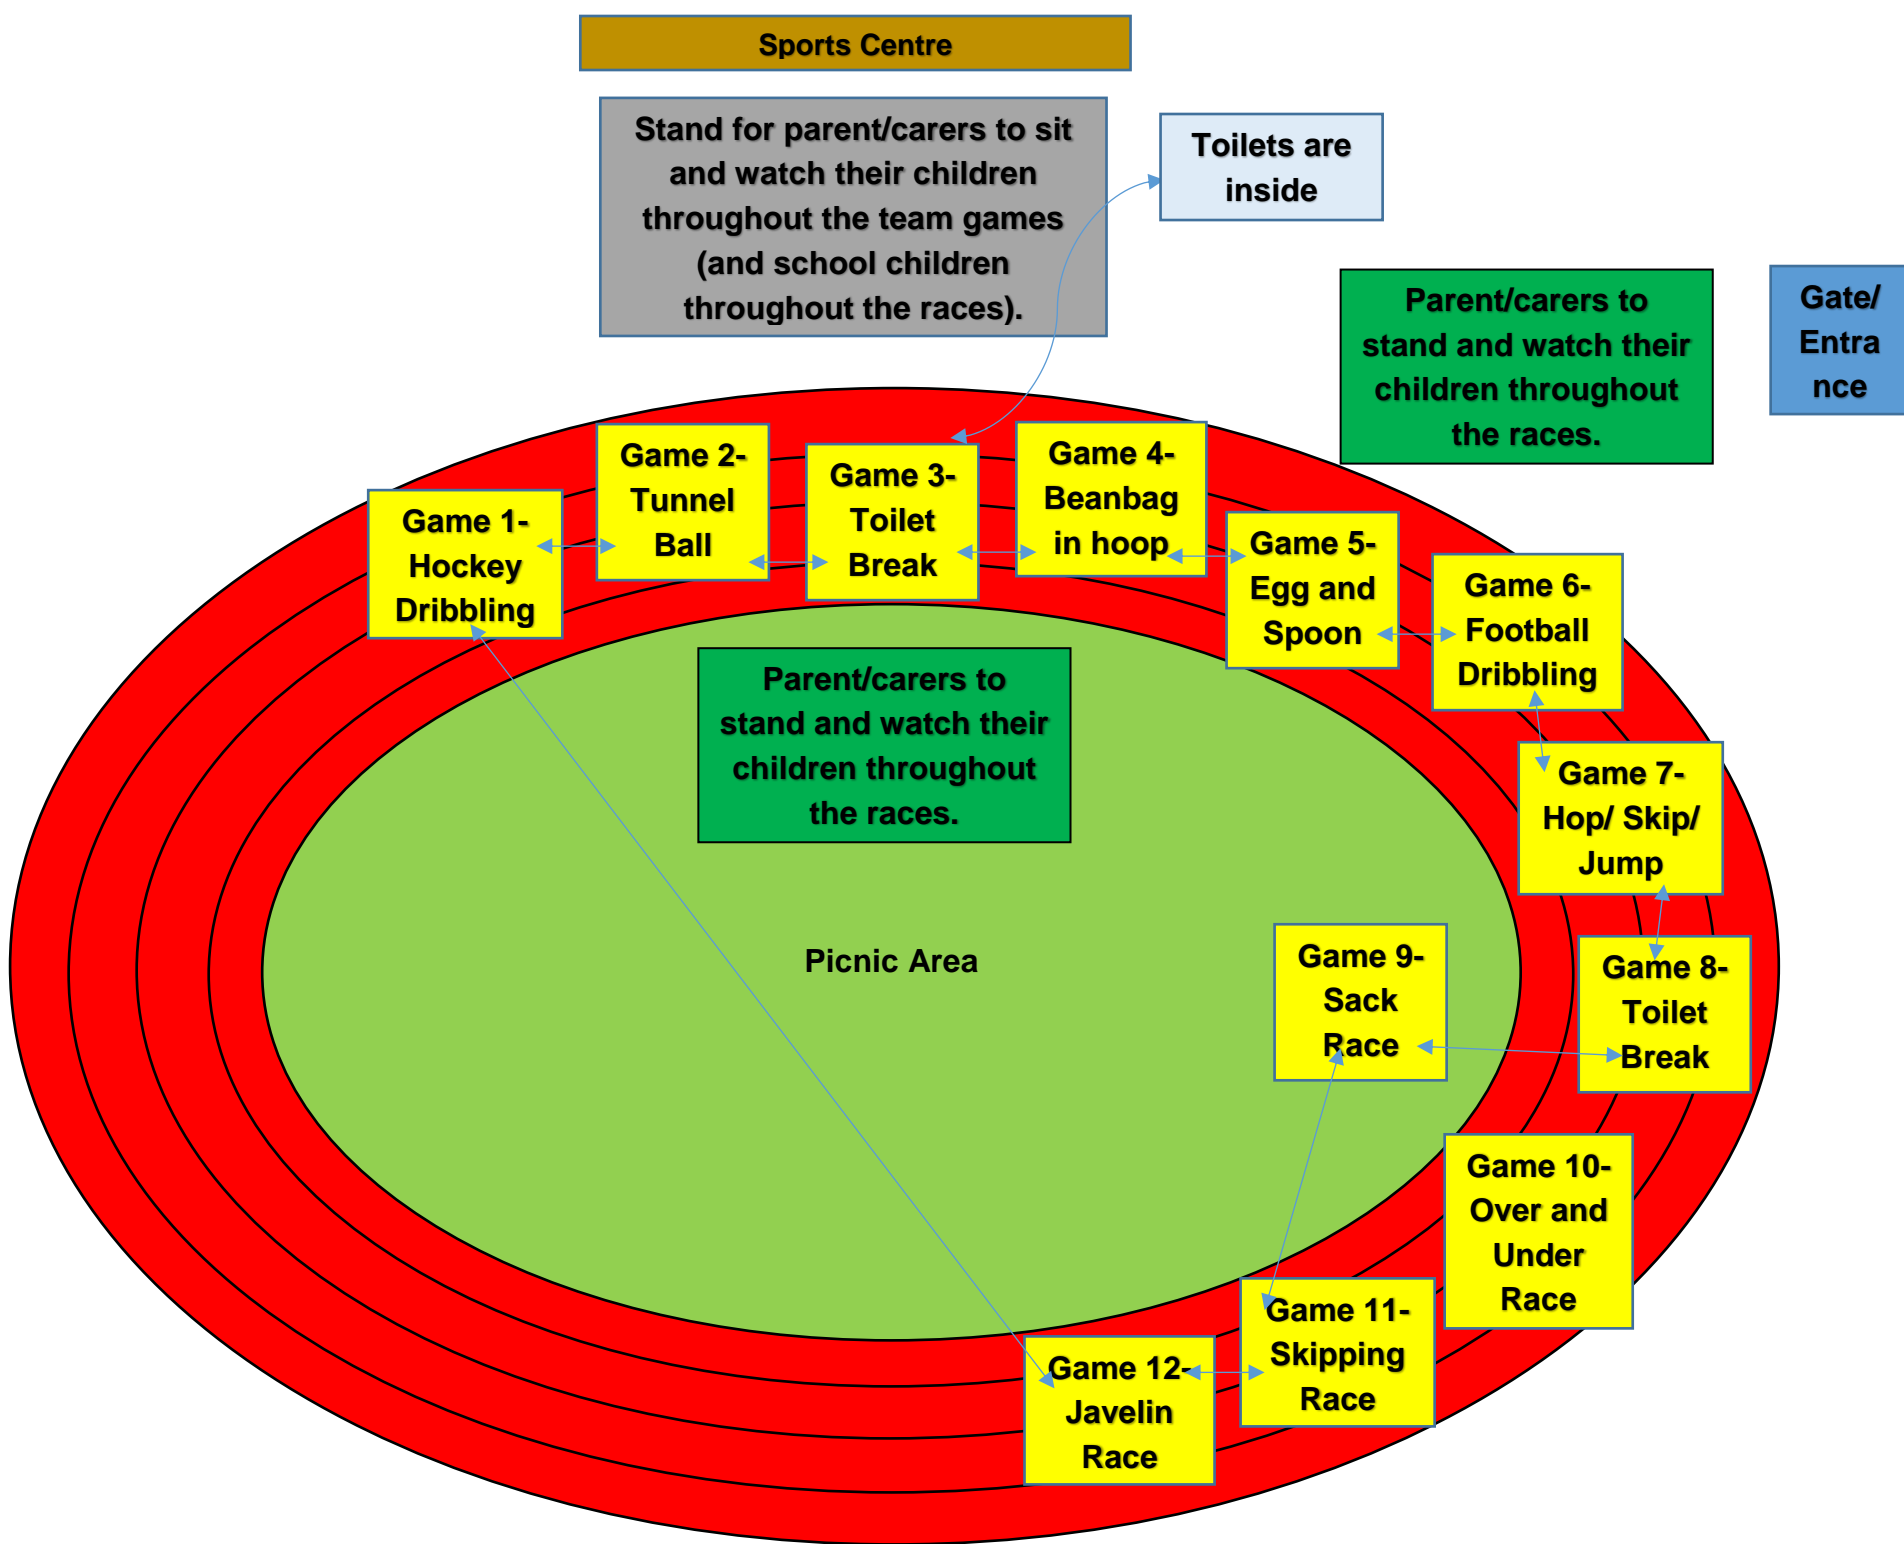 Sports Centre
Stand for parent/carers to sit
and watch their children
throughout the team games
(and school children
throughout the races).
Toilets are
inside
Parent/carers to
stand and watch their
children throughout
the races.
Gate/
Entra
nce
Game 1-
Hockey
Dribbling
Game 2-
Tunnel
Ball
Game 3-
Toilet
Break
Game 4-
Beanbag
in hoop
Game 5-
Egg and
Spoon
Game 6-
Football
Dribbling
Parent/carers to
stand and watch their
children throughout
the races.
Game 7-
Hop/ Skip/
Jump
Picnic Area
Game 9-
Sack
Race
Game 8-
Toilet
Break
Game 10-
Over and
Under
Race
Game 11-
Skipping
Race
Game 12-
Javelin
Race